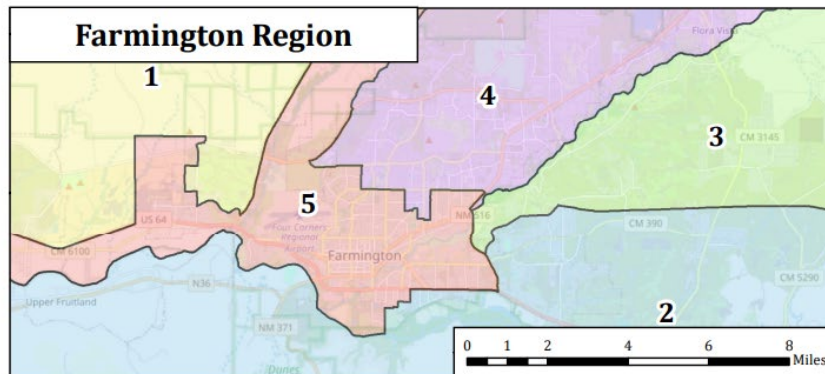 Farmington Region
Flora Vista
1
4
CM 3145
3
5
NM 516
US 64
Four Corners
Regional
Airport
CM 390
CM 6100
Farmington
N36
CM 5290
Upper Fruitland
2
NM 371
Dunes
0 1 2 4 6 8
Miles